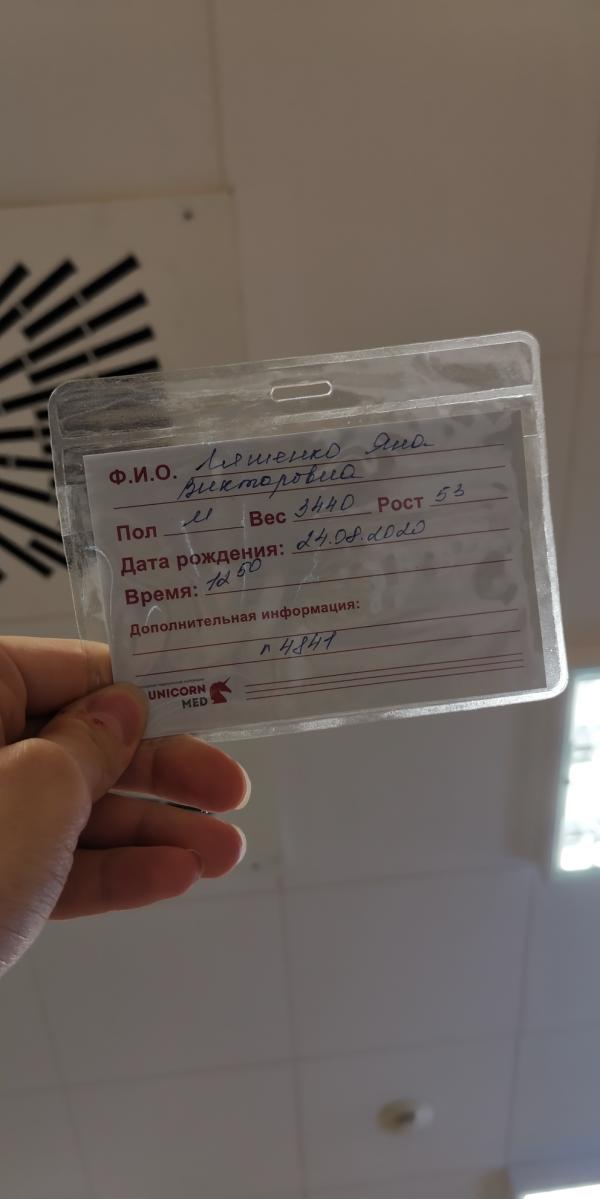 Ф.И.О. Ляшенко Яна
Викторовна
Пол м Вес 3440 Рост 53
Дата рождения: 24.08.2020
Время: 12 50
Дополнительная информация:
п 4841
UNICORN
MED